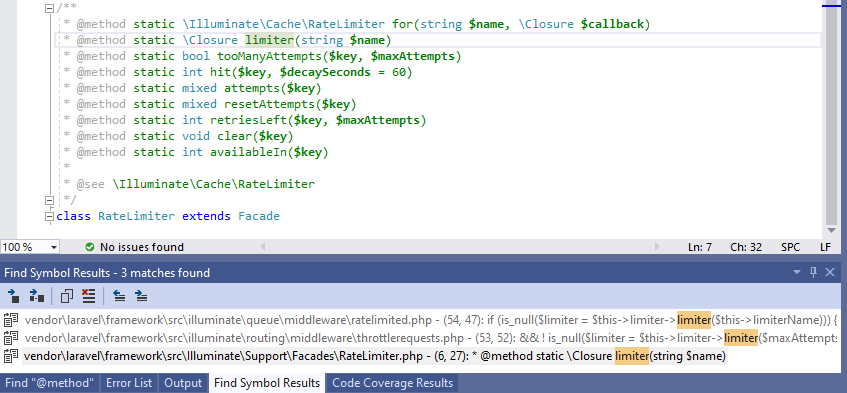 /**
* @method static \Illuminate\Cache\RateLimiter for(string $name, \Closure $callback)
* @method static \Closure limiter(string $name)
* @method static bool tooManyAttempts($key, $maxAttempts)
* @method static int hit($key, $decaySeconds = 60)
* @method static mixed attempts($key)
* @method static mixed resetAttempts($key)
* @method static int retriesLeft($key, $maxAttempts)
* @method static void clear($key)
* @method static int availableIn($key)
*
* @see \Illuminate\Cache\RateLimiter
*/
class RateLimiter extends Facade
100 % No issues found Ln: 7 Ch: 32 SPC LF
Find Symbol Results - 3 matches found
vendor\laravel\framework\src\illuminate\queue\middleware\ratelimited.php - (54, 47): if (is_null($limiter = $this->limiter->limiter($this->limiterName))) {
vendor\laravel\framework\src\illuminate\routing\middleware\throttlerequests.php - (53, 52): && ! is_null($limiter = $this->limiter->limiter($maxAttempts
vendor\laravel\framework\src\Illuminate\Support\Facades\RateLimiter.php - (6, 27): * @method static \Closure limiter(string $name)
Find "@method" Error List Output Find Symbol Results Code Coverage Results